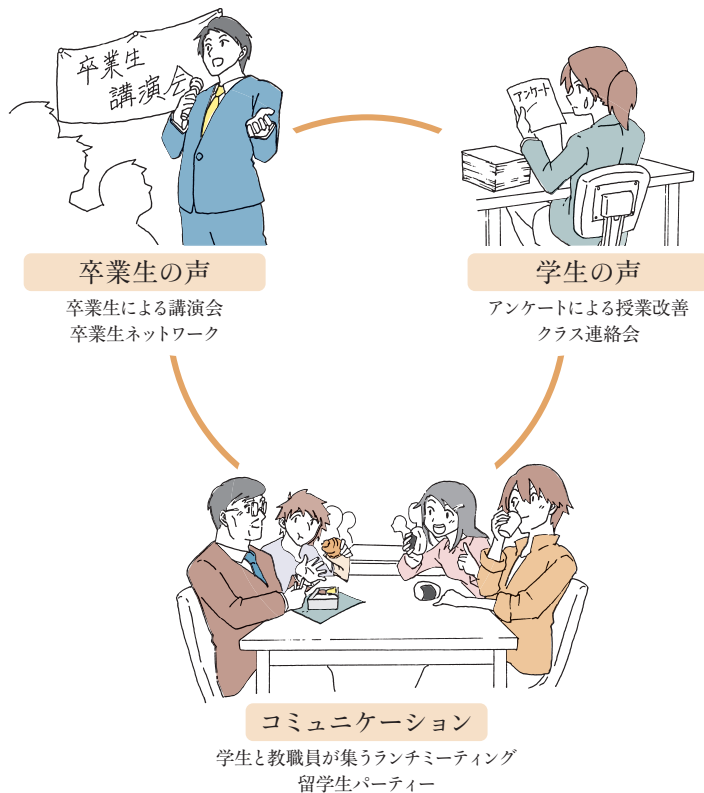 卒業生
講演会
アンケート
卒業生の声
卒業生による講演会
卒業生ネットワーク
学生の声
アンケートによる授業改善
クラス連絡会
コミュニケーション
学生と教職員が集うランチミーティング
留学生パーティー